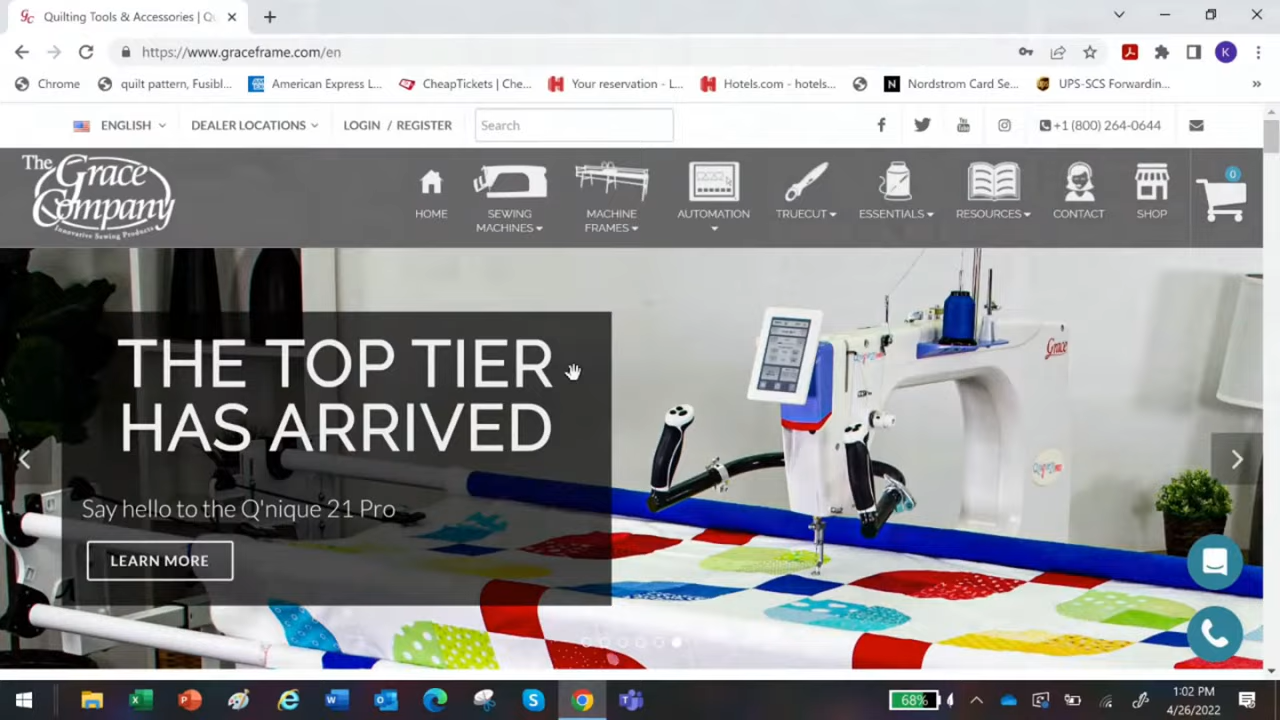 Quilting Tools & Accessories | Qu
https://www.graceframe.com/en
K
Chrome
quilt pattern, Fusibl...
American Express L...
CheapTickets | Che...
Your reservation - L...
Hotels.com - hotels...
Nordstrom Card Se...
UPS-SCS Forwardin...
ENGLISH
DEALER LOCATIONS
LOGIN / REGISTER
Search
+1 (800) 264-0644
The Grace Company
Innovative Sewing Products
HOME
SEWING MACHINES
MACHINE FRAMES
AUTOMATION
TRUECUT
ESSENTIALS
RESOURCES
CONTACT
SHOP
0
THE TOP TIER
HAS ARRIVED
Say hello to the Q'nique 21 Pro
LEARN MORE
Grace
68%
1:02 PM
4/26/2022